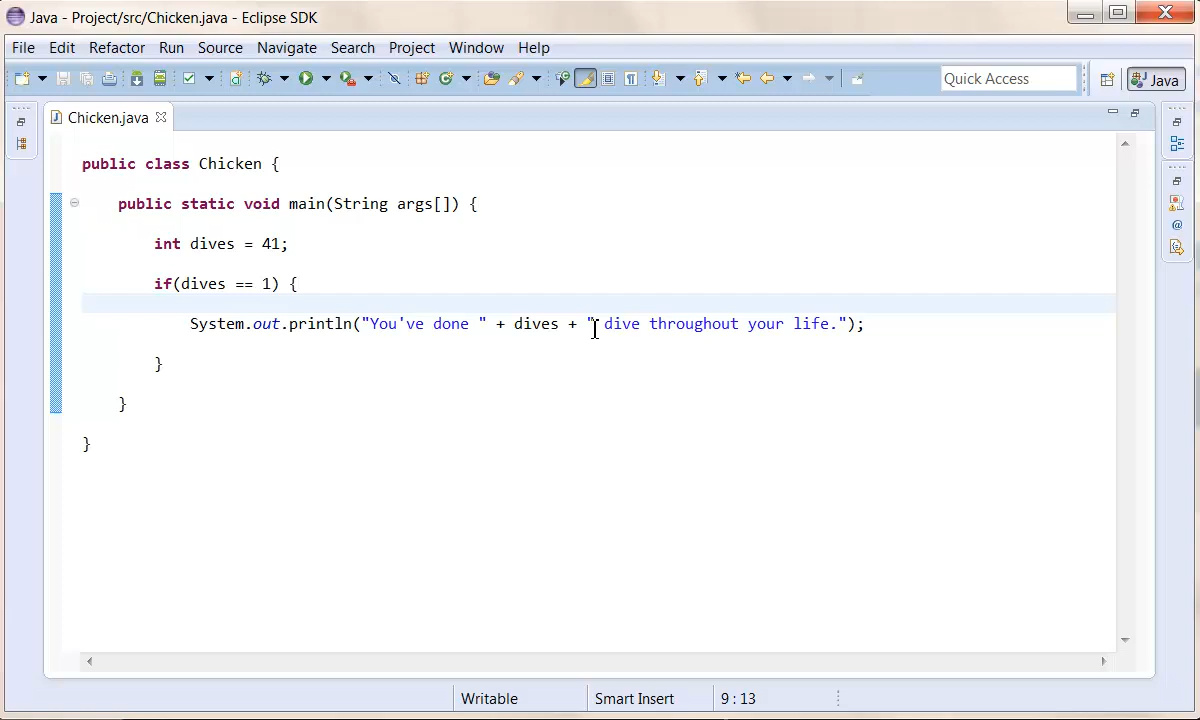 Java - Project/src/Chicken.java - Eclipse SDK
File Edit Refactor Run Source Navigate Search Project Window Help
Quick Access
Java
Chicken.java
public class Chicken {
public static void main(String args[]) {
int dives = 41;
if(dives == 1) {
System.out.println("You've done " + dives + " dive throughout your life.");
}
}
}
Writable Smart Insert 9 : 13